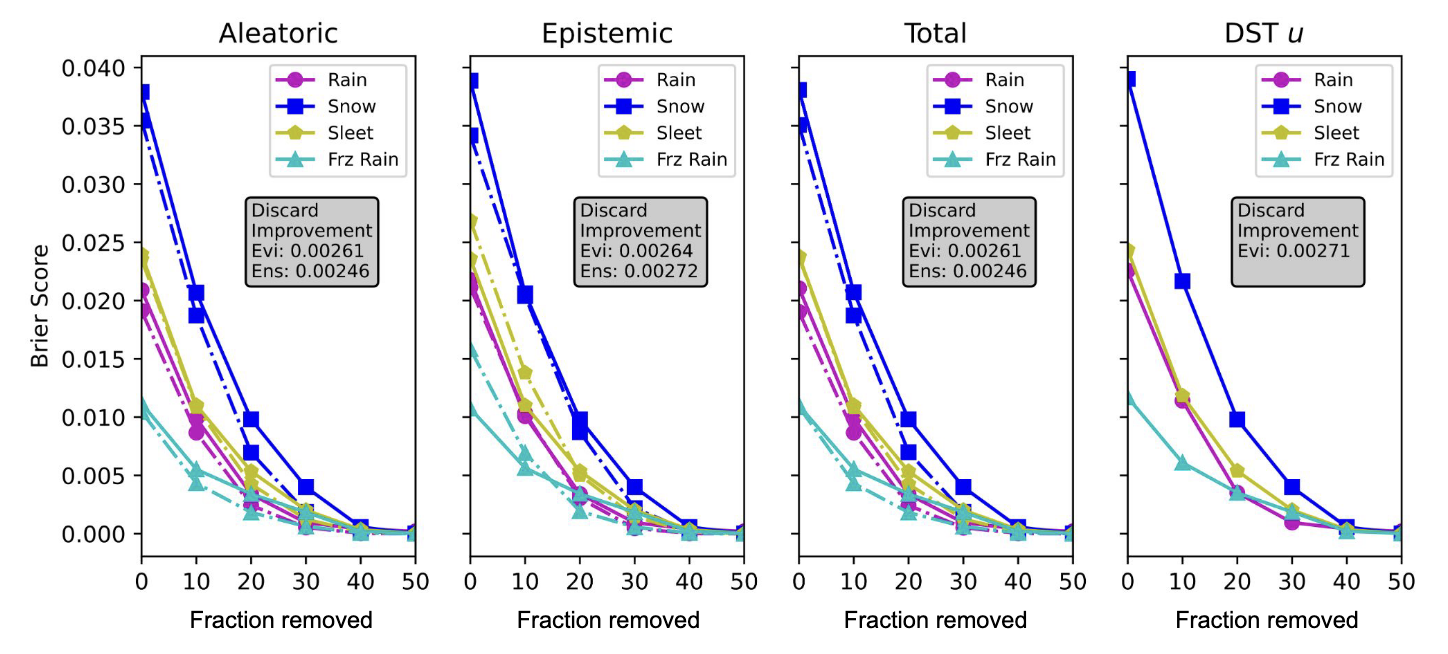 Aleatoric
Epistemic
Total
DST u
Brier Score
0.040
0.035
0.030
0.025
0.020
0.015
0.010
0.005
0.000
Rain
Snow
Sleet
Frz Rain
Discard
Improvement
Evi: 0.00261
Ens: 0.00246
0 10 20 30 40 50
Fraction removed
Rain
Snow
Sleet
Frz Rain
Discard
Improvement
Evi: 0.00264
Ens: 0.00272
0 10 20 30 40 50
Fraction removed
Rain
Snow
Sleet
Frz Rain
Discard
Improvement
Evi: 0.00261
Ens: 0.00246
0 10 20 30 40 50
Fraction removed
Rain
Snow
Sleet
Frz Rain
Discard
Improvement
Evi: 0.00271
0 10 20 30 40 50
Fraction removed